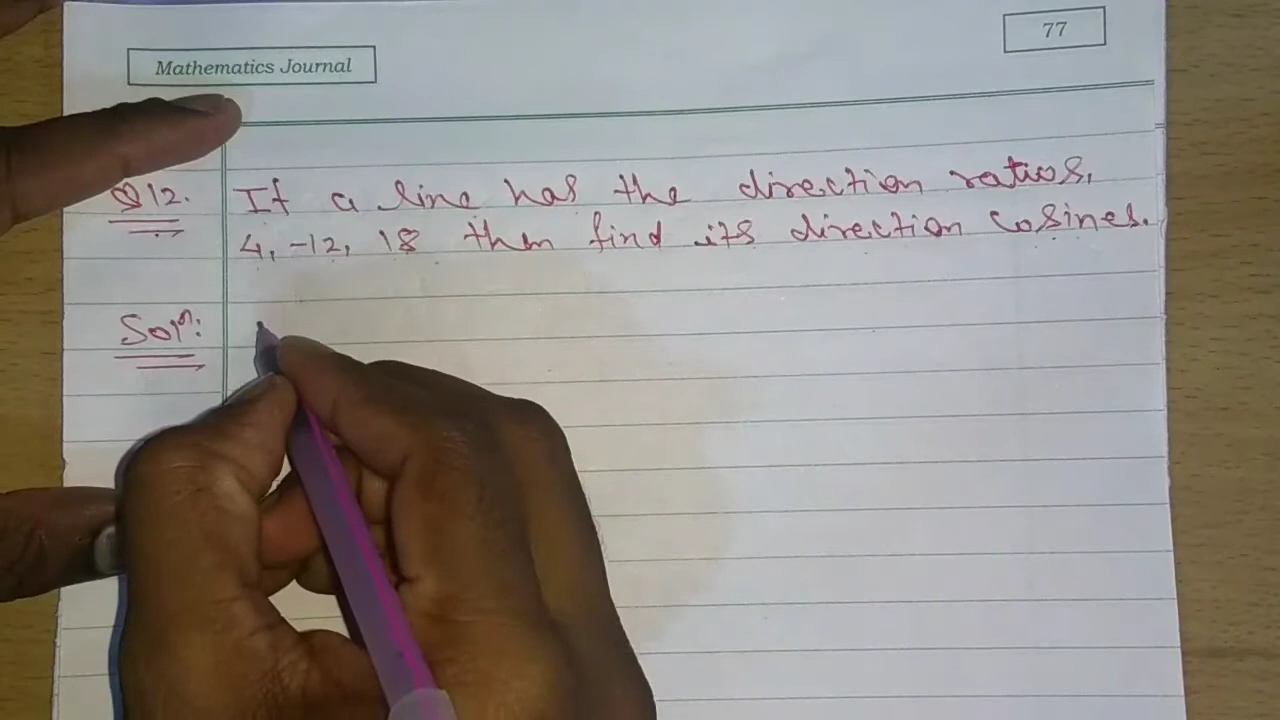 77
Mathematics Journal
Q12. If a line has the direction ratios,
4, -12, 18 then find its direction cosines.
Solⁿ: